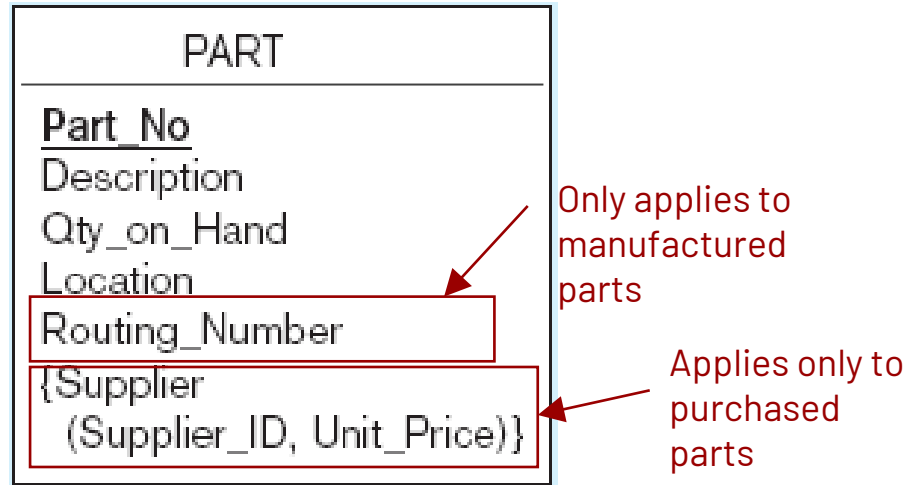 PART
Part_No
Description
Qty_on_Hand
Location
Routing_Number
{Supplier
(Supplier_ID, Unit_Price)}
Only applies to
manufactured
parts
Applies only to
purchased
parts